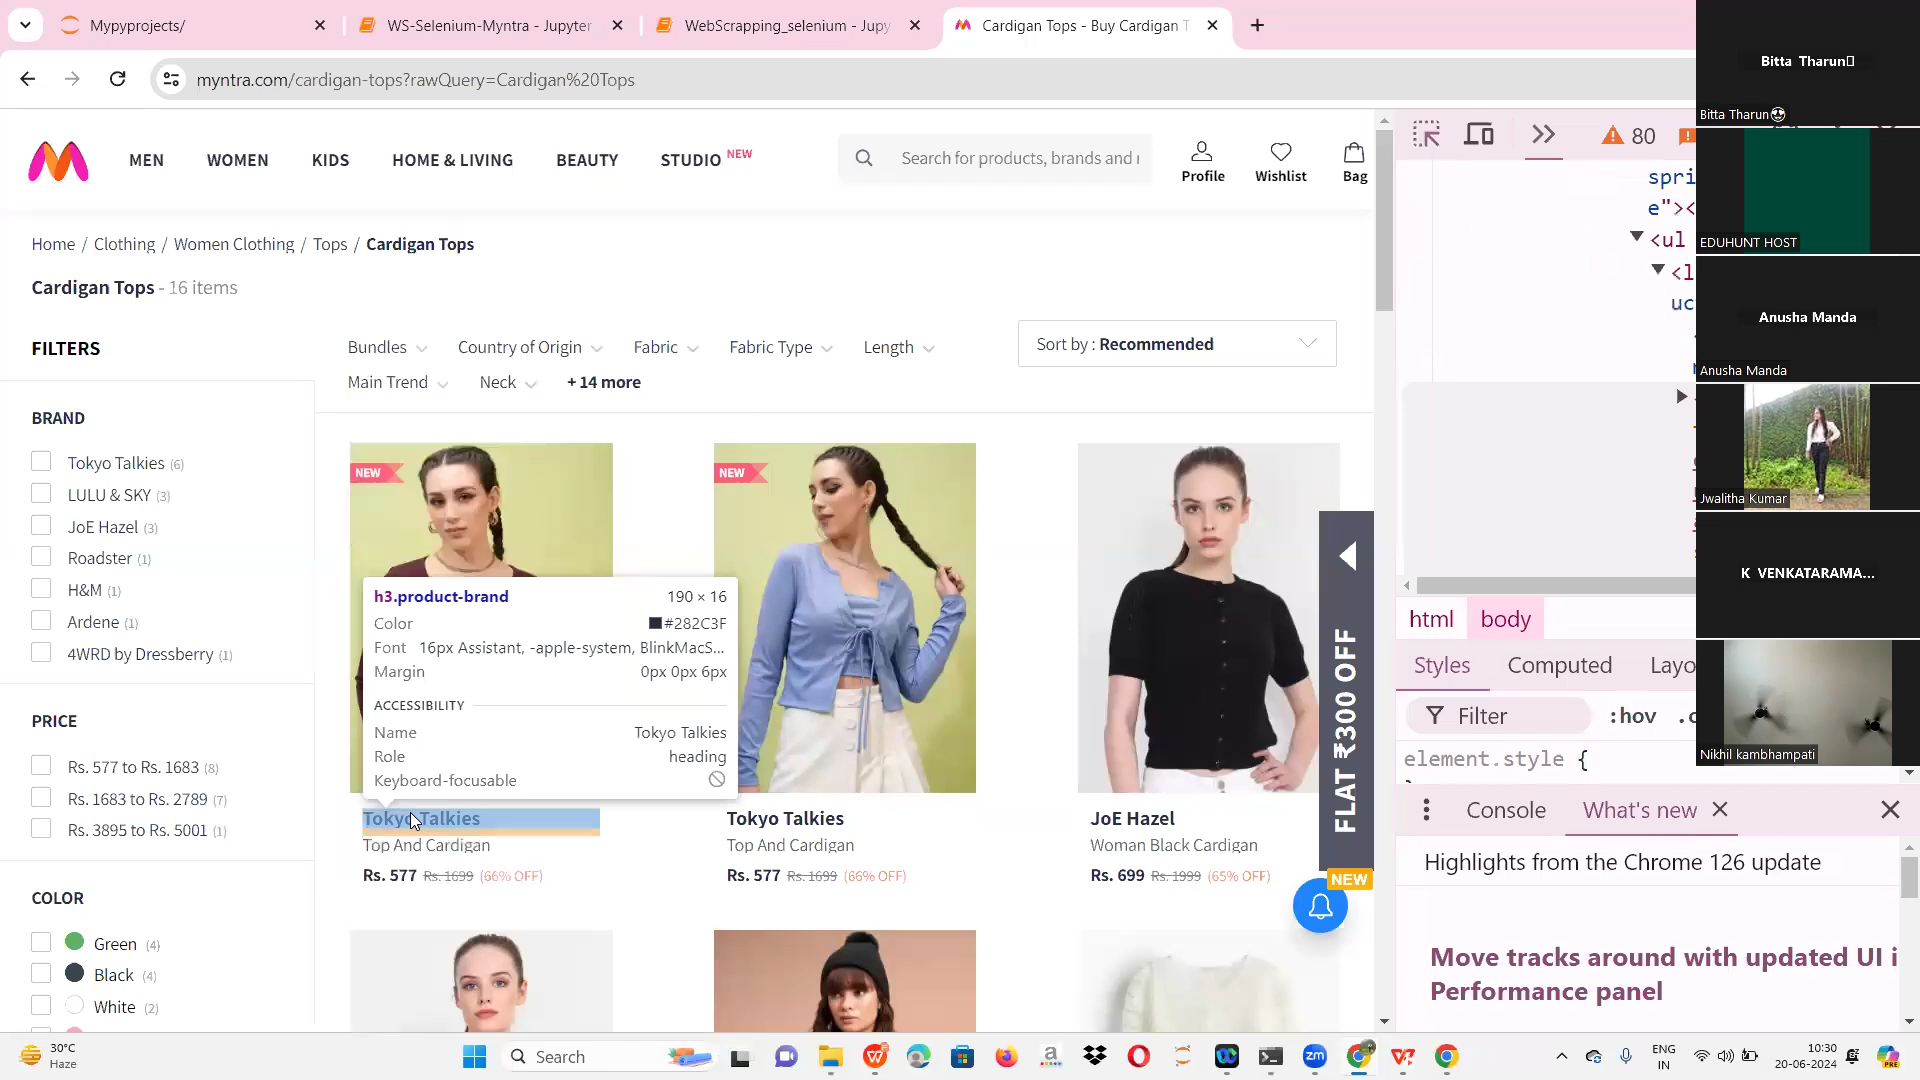 Mypyprojects/
WS-Selenium-Myntra - Jupyter
WebScrapping_selenium - Jupy
Cardigan Tops - Buy Cardigan T
myntra.com/cardigan-tops?rawQuery=Cardigan%20Tops
MEN
WOMEN
KIDS
HOME & LIVING
BEAUTY
STUDIO NEW
Search for products, brands and
Profile
Wishlist
Bag
Home / Clothing / Women Clothing / Tops / Cardigan Tops
Cardigan Tops - 16 items
FILTERS
Bundles
Country of Origin
Fabric
Fabric Type
Length
Sort by : Recommended
Main Trend
Neck
+ 14 more
BRAND
Tokyo Talkies (6)
LULU & SKY (3)
JoE Hazel (3)
Roadster (1)
H&M (1)
Ardene (1)
4WRD by Dressberry (1)
PRICE
Rs. 577 to Rs. 1683 (8)
Rs. 1683 to Rs. 2789 (7)
Rs. 3895 to Rs. 5001 (1)
COLOR
Green (4)
Black (4)
White (2)
NEW
NEW
h3.product-brand 190 × 16
Color #282C3F
Font 16px Assistant, -apple-system, BlinkMacS...
Margin 0px 0px 6px
ACCESSIBILITY
Name Tokyo Talkies
Role heading
Keyboard-focusable
Tokyo Talkies
Top And Cardigan
Rs. 577 Rs. 1699 (66% OFF)
Tokyo Talkies
Top And Cardigan
Rs. 577 Rs. 1699 (66% OFF)
JoE Hazel
Woman Black Cardigan
Rs. 699 Rs. 1999 (65% OFF)
FLAT ₹300 OFF
NEW
80
spri
e"><
<ul
<l
uc
html
body
Styles
Computed
Layo
Filter
:hov
.c
element.style {
Console
What's new
Highlights from the Chrome 126 update
Move tracks around with updated UI i
Performance panel
Bitta Tharun
Bitta Tharun😍
EDUHUNT HOST
Anusha Manda
Anusha Manda
Jwalitha Kumar
K VENKATARAMA...
Nikhil kambhampati
30°C
Haze
Search
ENG
IN
10:30
20-06-2024
PRE